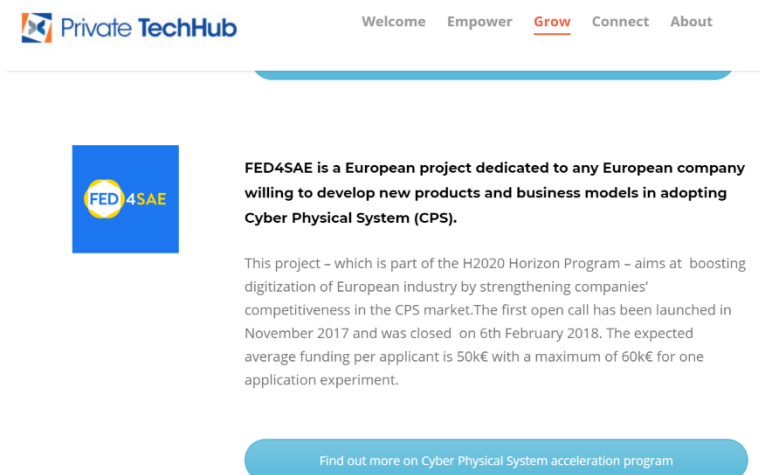 Private TechHub
Welcome Empower Grow Connect About
FED4SAE
FED4SAE is a European project dedicated to any European company
willing to develop new products and business models in adopting
Cyber Physical System (CPS).
This project – which is part of the H2020 Horizon Program – aims at  boosting
digitization of European industry by strengthening companies’
competitiveness in the CPS market.The first open call has been launched in
November 2017 and was closed  on 6th February 2018. The expected
average funding per applicant is 50k€ with a maximum of 60k€ for one
application experiment.
Find out more on Cyber Physical System acceleration program